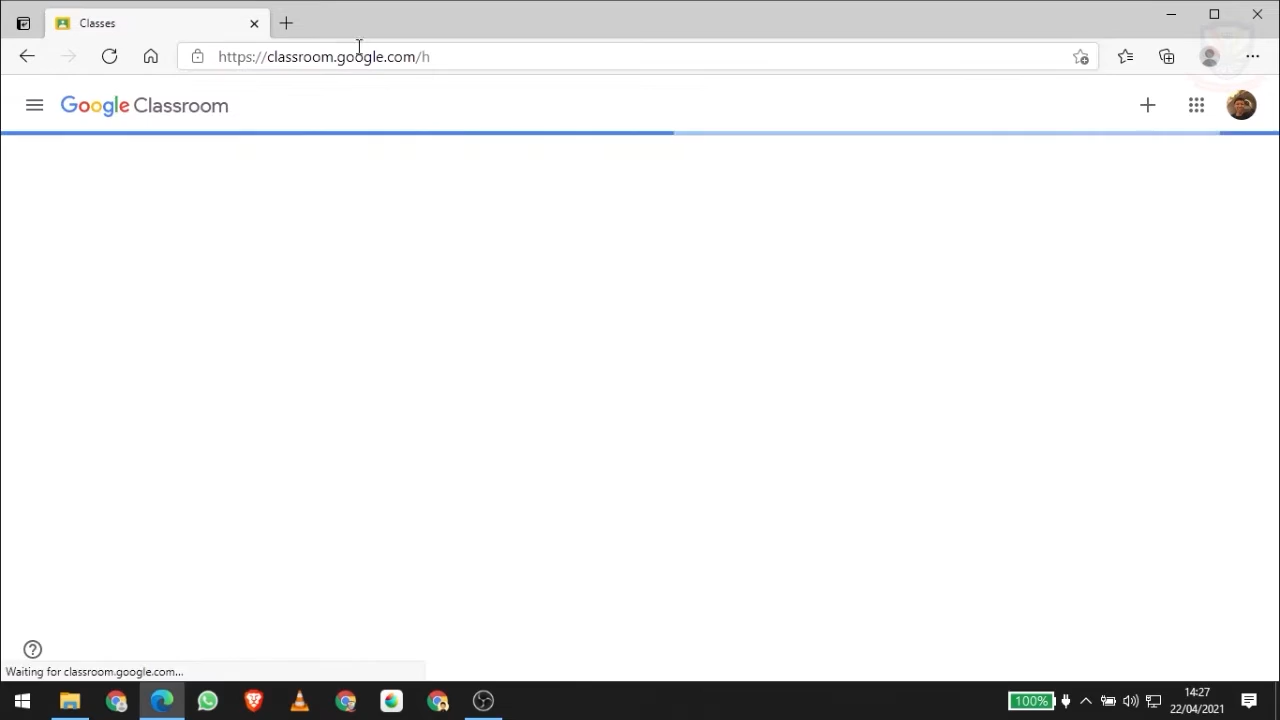 Classes
https://classroom.google.com/h
Google Classroom
Waiting for classroom.google.com...
100%
14:27
22/04/2021